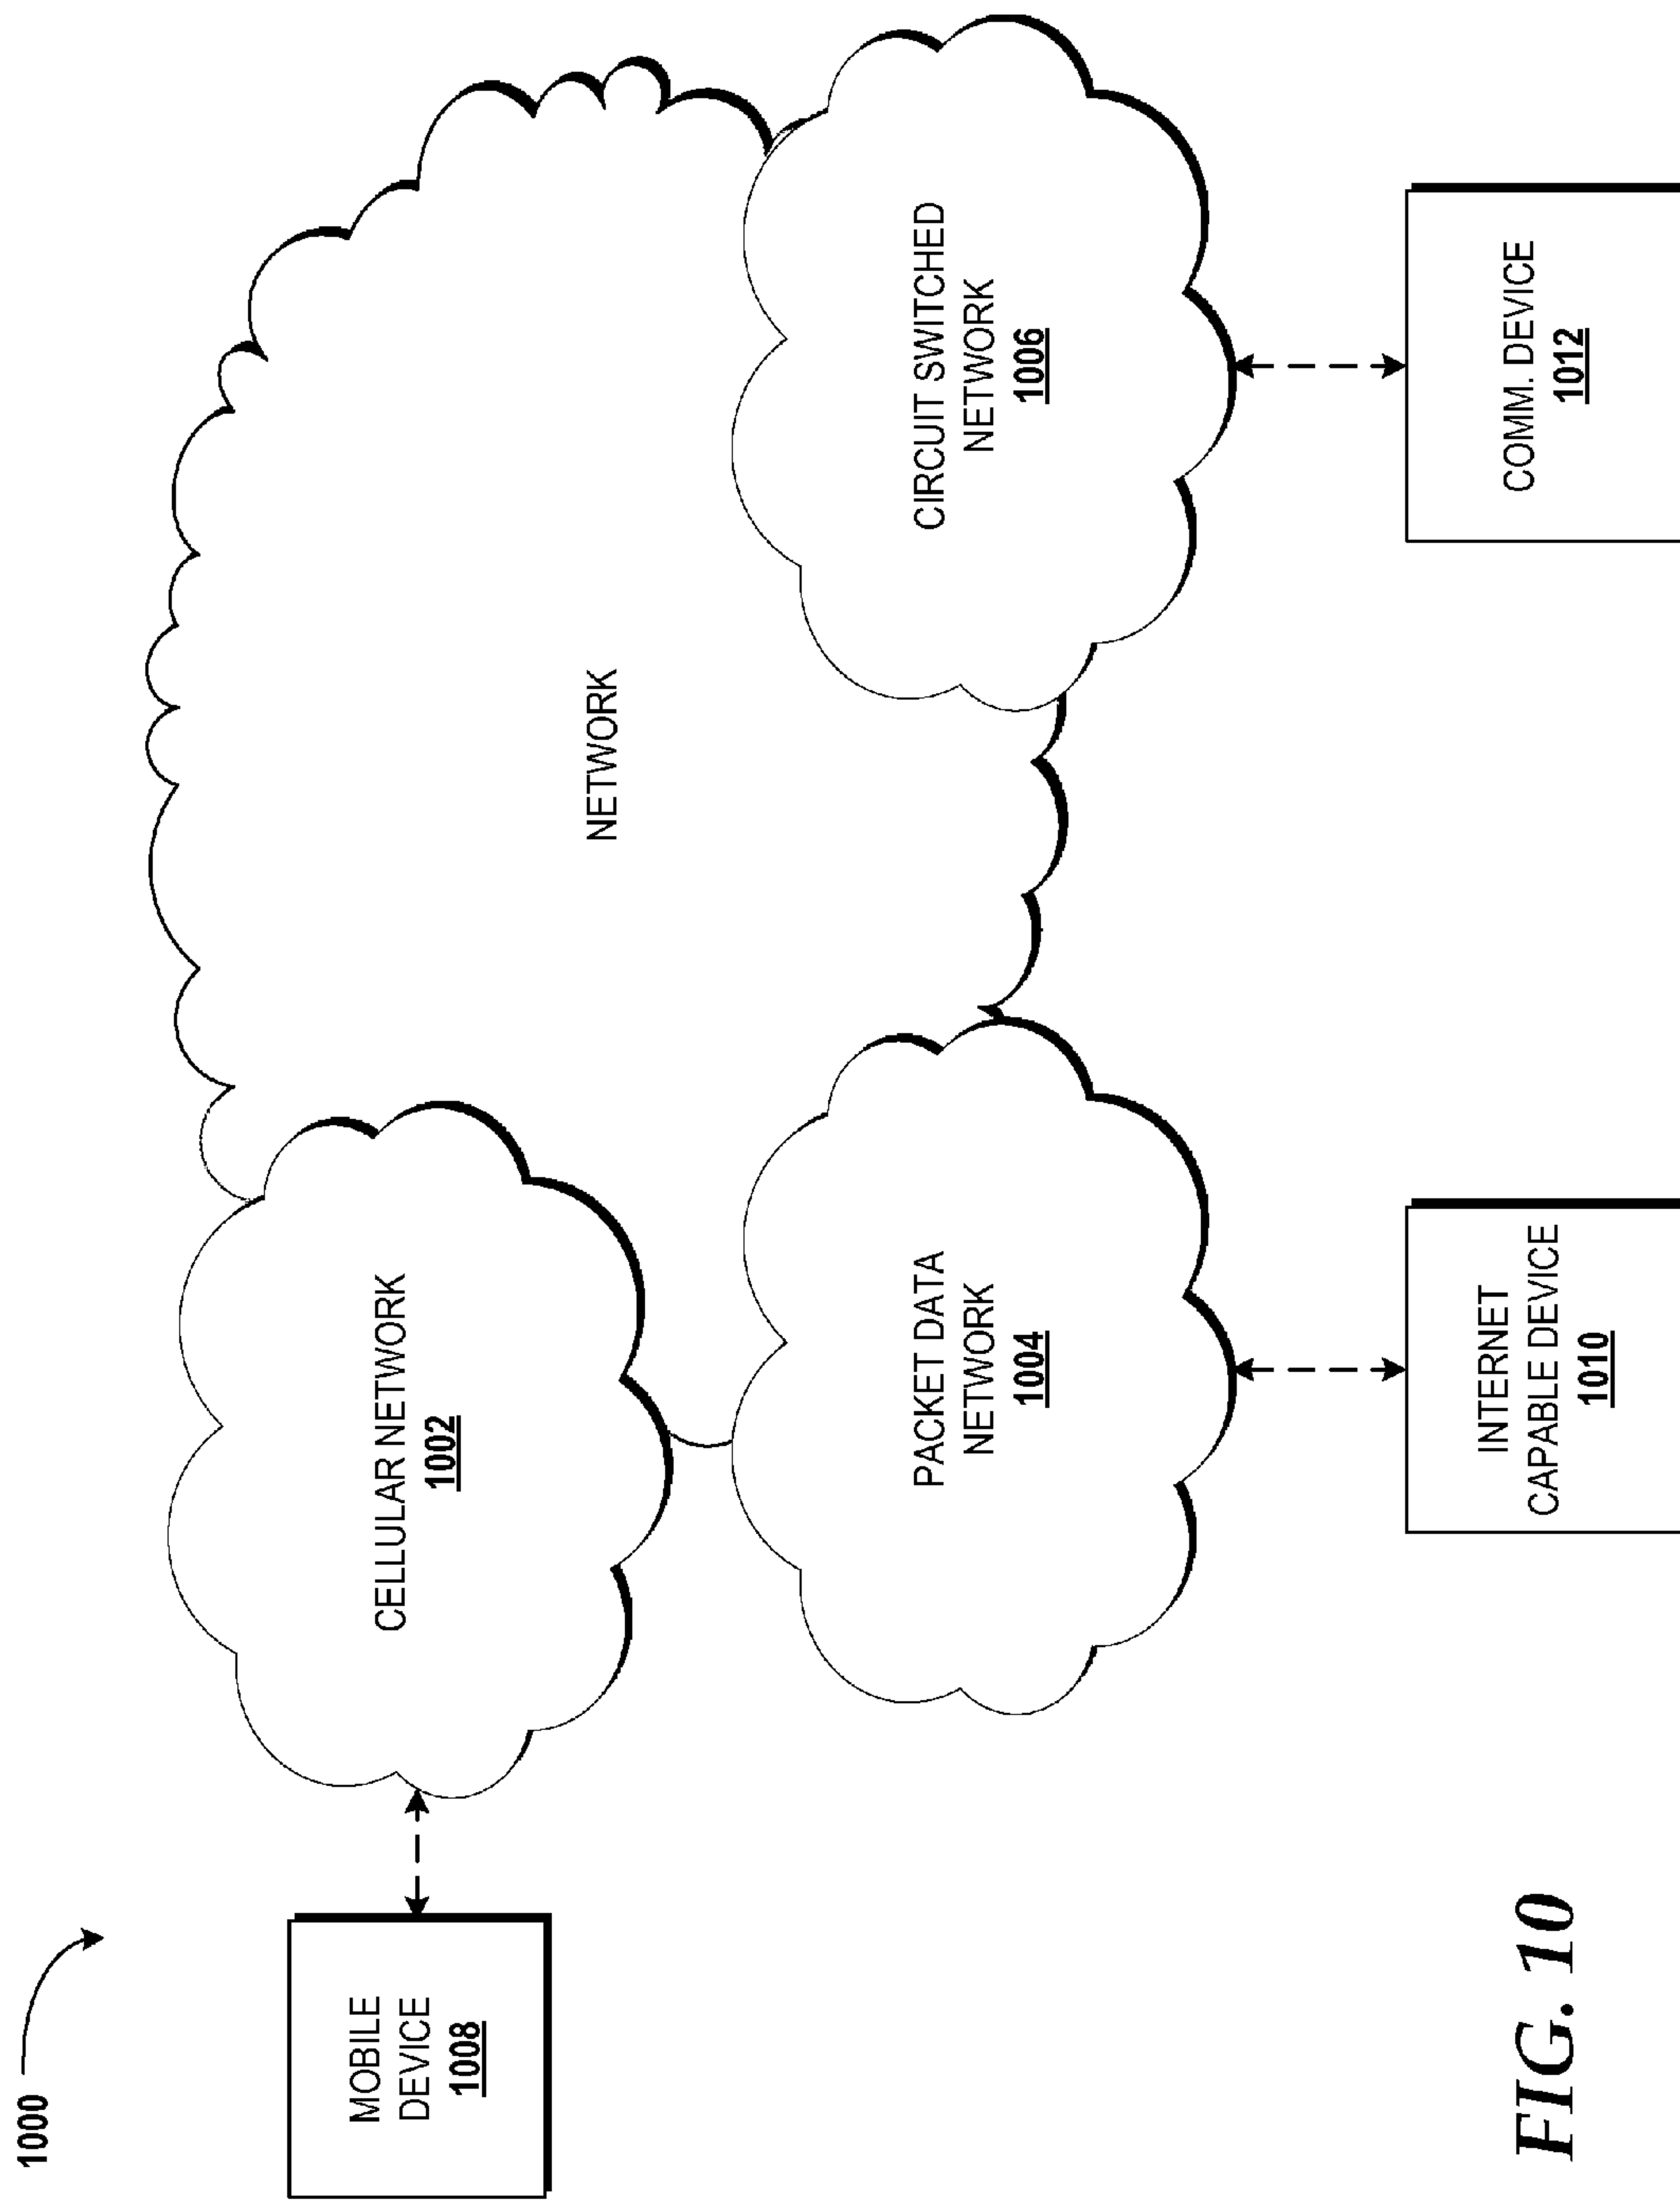 1000
MOBILE
DEVICE
1008
CELLULAR NETWORK
1002
NETWORK
PACKET DATA
NETWORK
1004
CIRCUIT SWITCHED
NETWORK
1006
INTERNET
CAPABLE DEVICE
1010
COMM. DEVICE
1012
FIG. 10